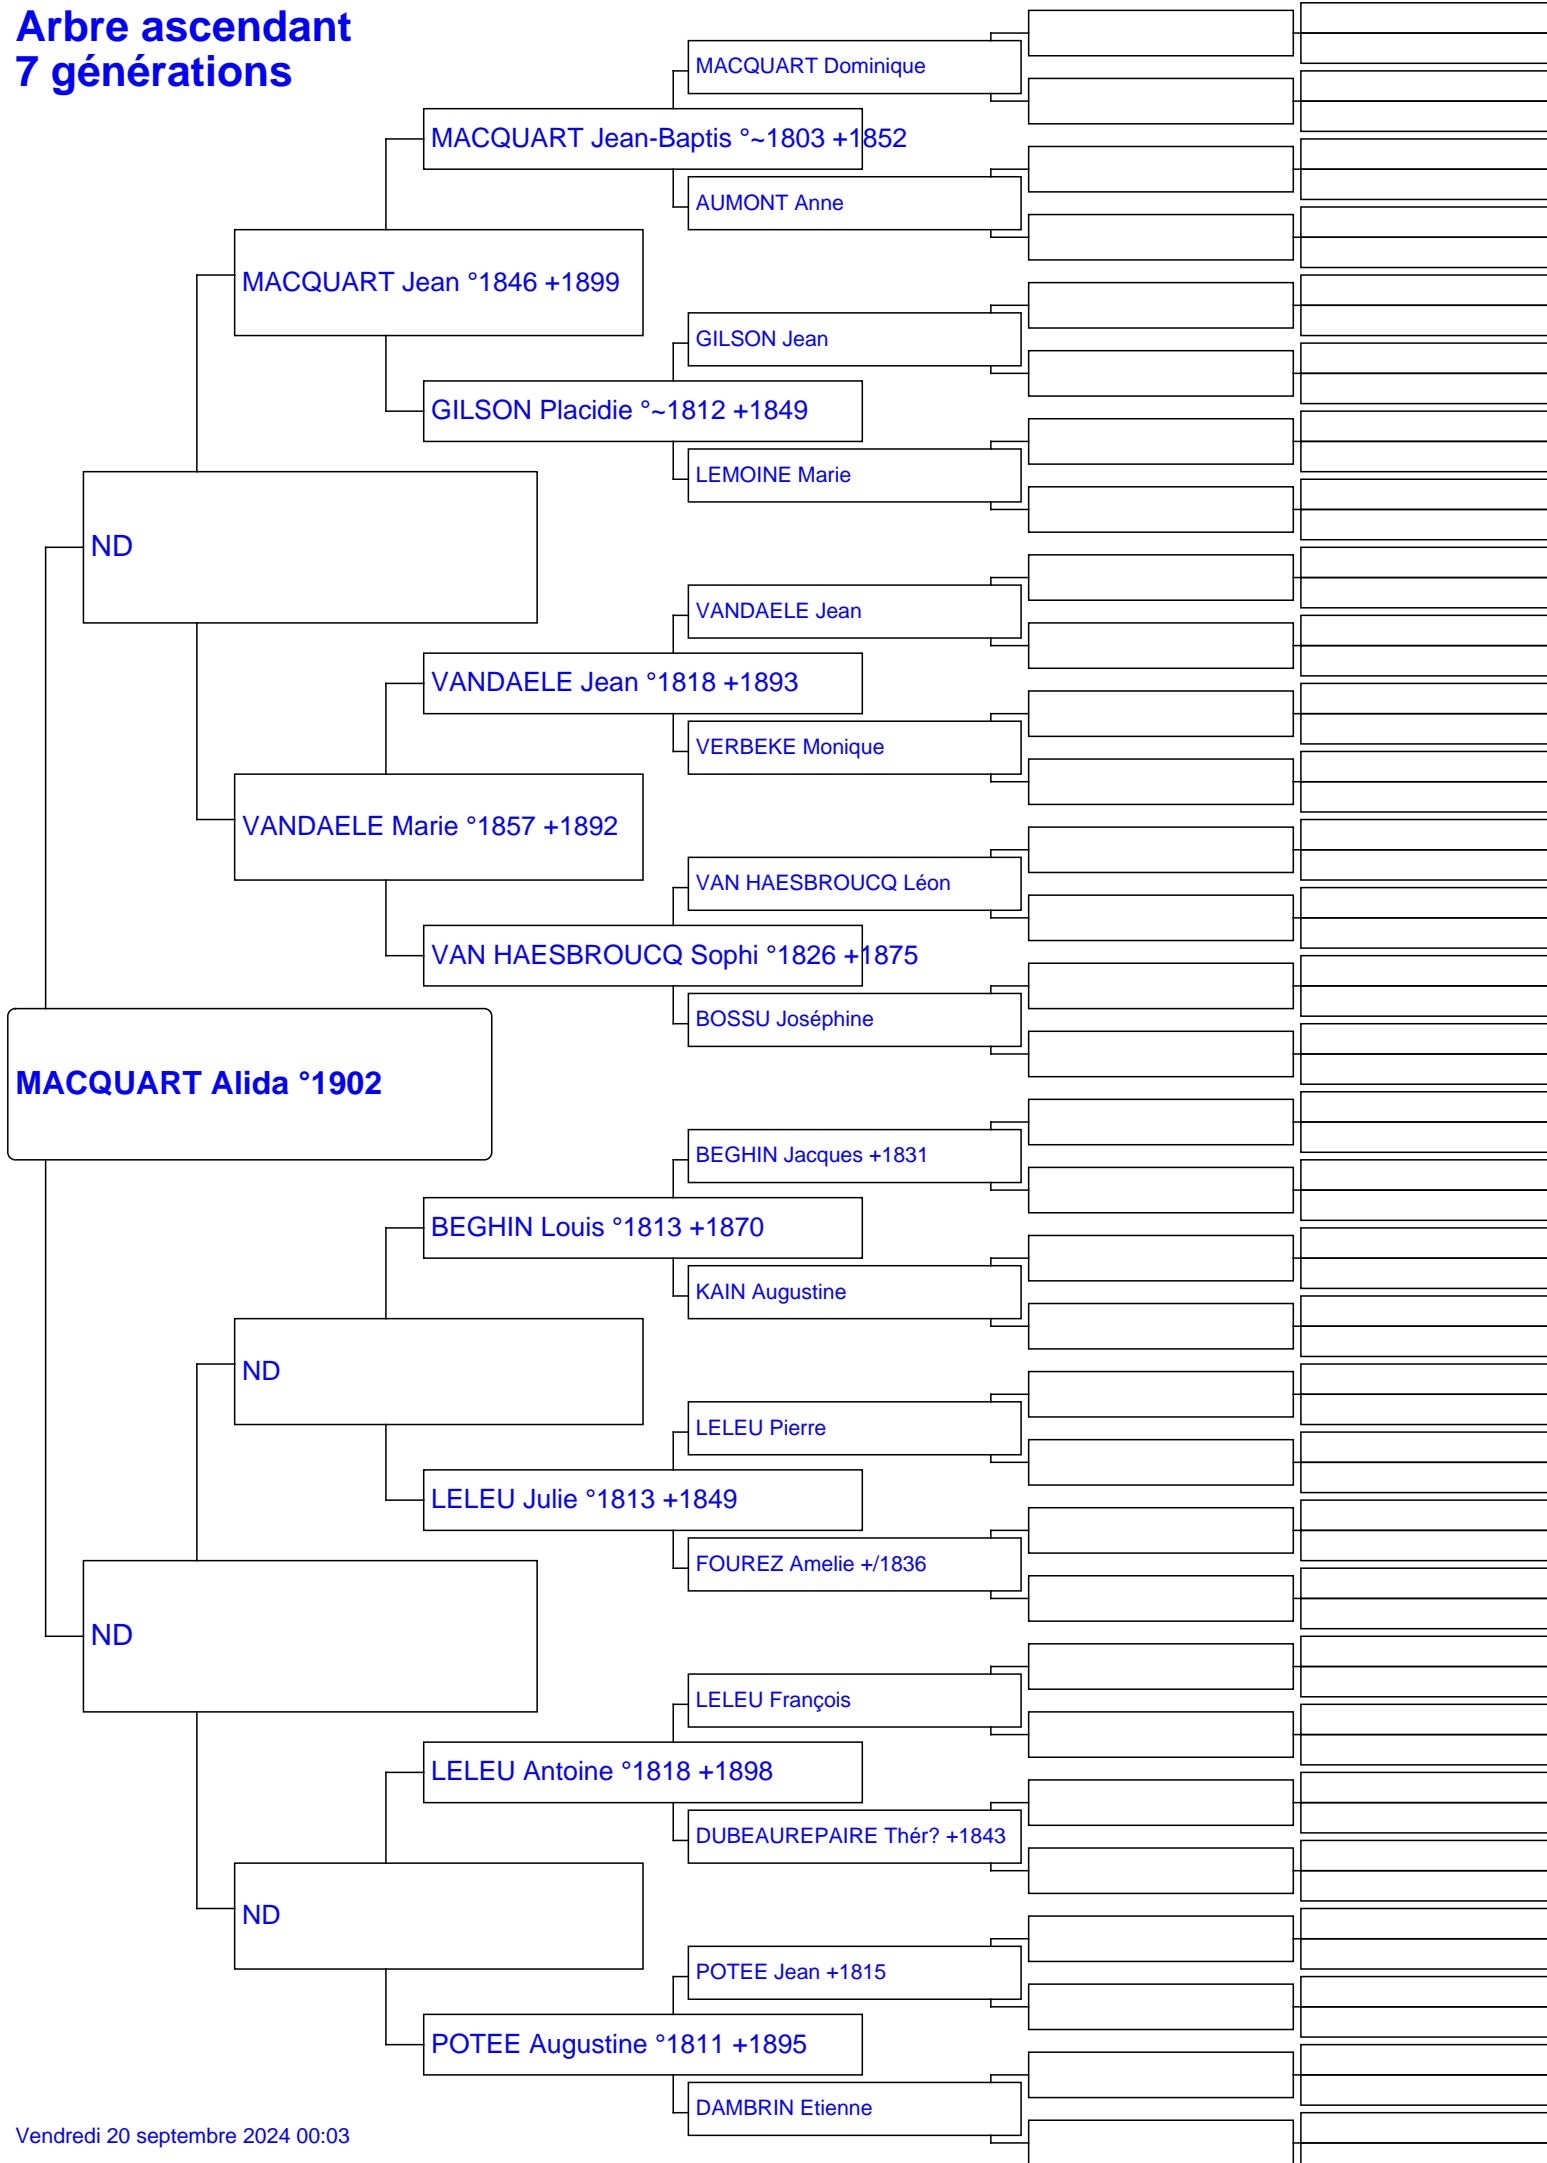 Arbre ascendant
7 générations
MACQUART Dominique
MACQUART Jean-Baptis °~1803 +1852
AUMONT Anne
MACQUART Jean °1846 +1899
GILSON Jean
GILSON Placidie °~1812 +1849
LEMOINE Marie
ND
VANDAELE Jean
VANDAELE Jean °1818 +1893
VERBEKE Monique
VANDAELE Marie °1857 +1892
VAN HAESBROUCQ Léon
VAN HAESBROUCQ Sophi °1826 +1875
BOSSU Joséphine
MACQUART Alida °1902
BEGHIN Jacques +1831
BEGHIN Louis °1813 +1870
KAIN Augustine
ND
LELEU Pierre
LELEU Julie °1813 +1849
FOUREZ Amelie +/1836
ND
LELEU François
LELEU Antoine °1818 +1898
DUBEAUREPAIRE Thér? +1843
ND
POTEE Jean +1815
POTEE Augustine °1811 +1895
DAMBRIN Etienne
Vendredi 20 septembre 2024 00:03